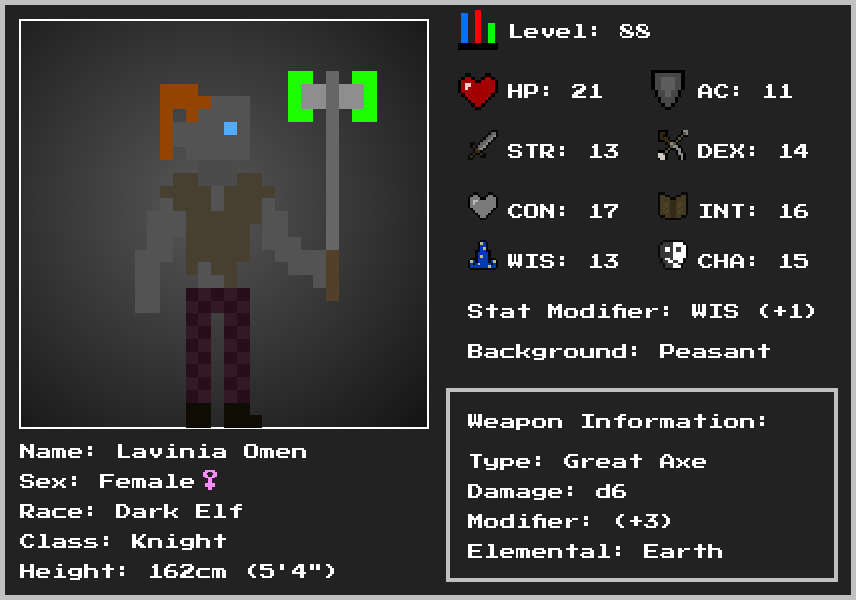 Level: 88
HP: 21
AC: 11
STR: 13
DEX: 14
CON: 17
INT: 16
WIS: 13
CHA: 15
Stat Modifier: WIS (+1)
Background: Peasant
Weapon Information:
Type: Great Axe
Damage: d6
Modifier: (+3)
Elemental: Earth
Name: Lavinia Omen
Sex: Female♀
Race: Dark Elf
Class: Knight
Height: 162cm (5'4")